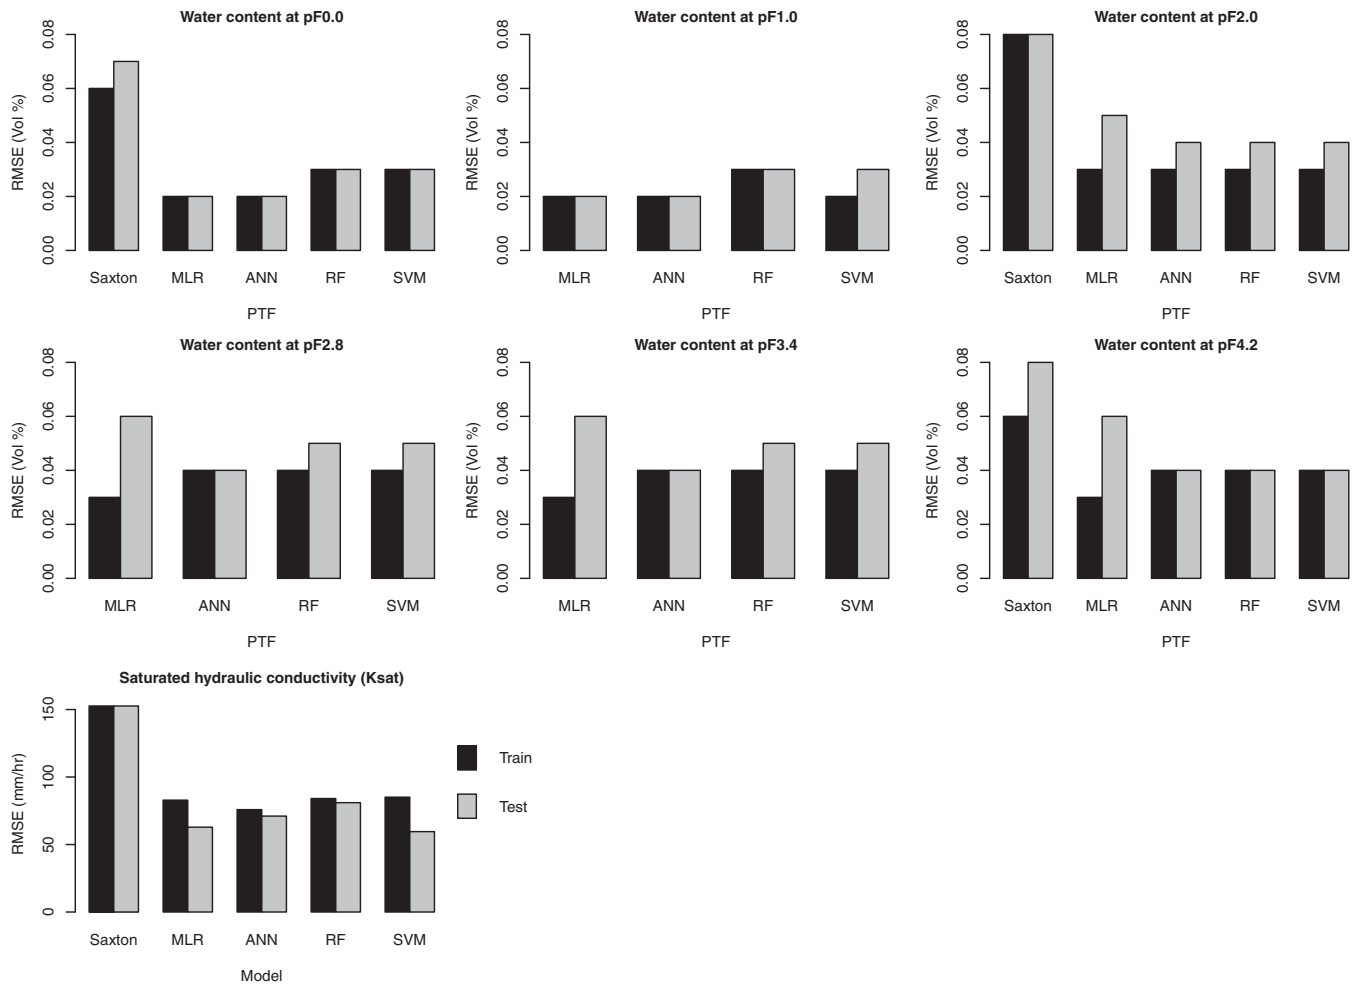 Water content at pF0.0
RMSE (Vol %)
0.00 0.02 0.04 0.06 0.08
Saxton MLR ANN RF SVM
PTF
Water content at pF1.0
RMSE (Vol %)
0.00 0.02 0.04 0.06 0.08
MLR ANN RF SVM
PTF
Water content at pF2.0
RMSE (Vol %)
0.00 0.02 0.04 0.06 0.08
Saxton MLR ANN RF SVM
PTF
Water content at pF2.8
RMSE (Vol %)
0.00 0.02 0.04 0.06 0.08
MLR ANN RF SVM
PTF
Water content at pF3.4
RMSE (Vol %)
0.00 0.02 0.04 0.06 0.08
MLR ANN RF SVM
PTF
Water content at pF4.2
RMSE (Vol %)
0.00 0.02 0.04 0.06 0.08
Saxton MLR ANN RF SVM
PTF
Saturated hydraulic conductivity (Ksat)
RMSE (mm/hr)
0 50 100 150
Saxton MLR ANN RF SVM
Model
Train
Test